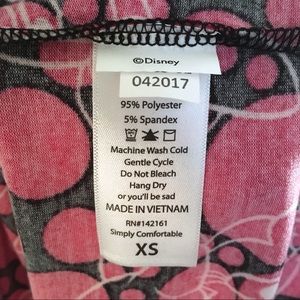 ©Disney
042017
95% Polyester
5% Spandex
Machine Wash Cold
Gentle Cycle
Do Not Bleach
Hang Dry
or you'll be sad
MADE IN VIETNAM
RN#142161
Simply Comfortable
XS